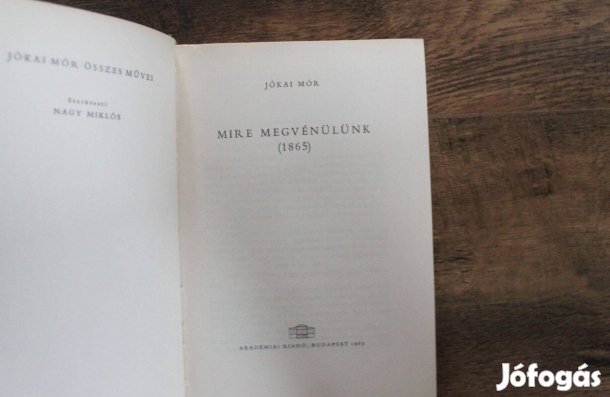 JÓKAI MÓR ÖSSZES MŰVEI
Szerkeszti
NAGY MIKLÓS
JÓKAI MÓR
MIRE MEGVÉNÜLÜNK
(1865)
AKADÉMIAI KIADÓ, BUDAPEST
Jófogás